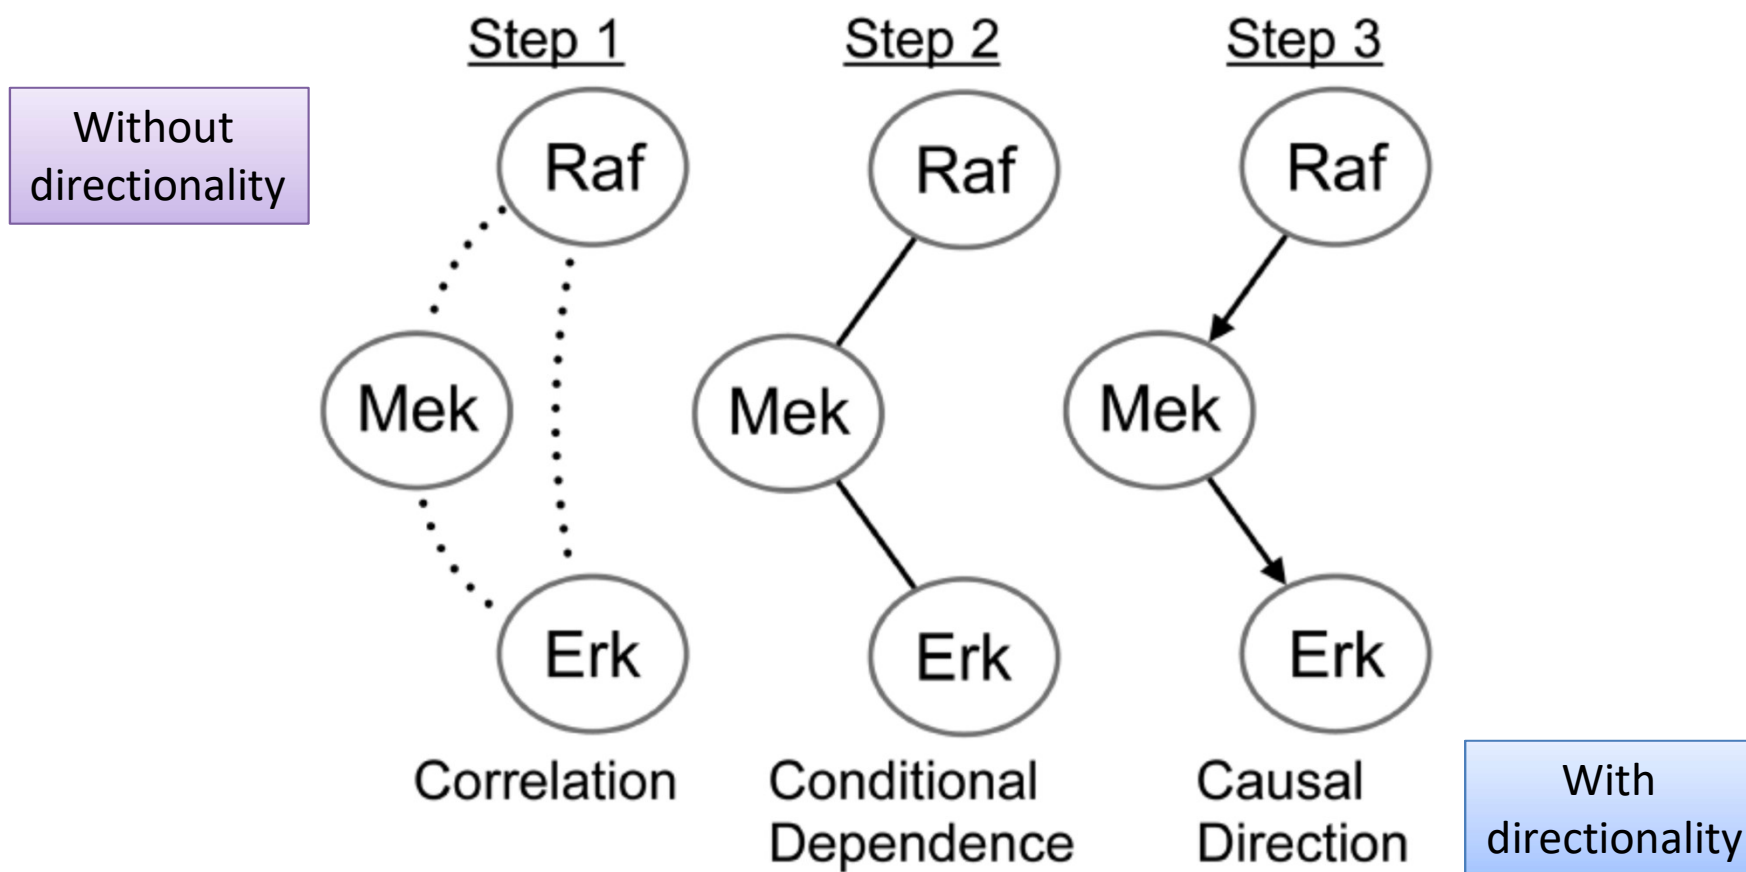 Step 1
Step 2
Step 3
Without
directionality
Raf
Raf
Raf
Mek
Mek
Mek
Erk
Erk
Erk
Correlation
Conditional
Dependence
Causal
Direction
With
directionality